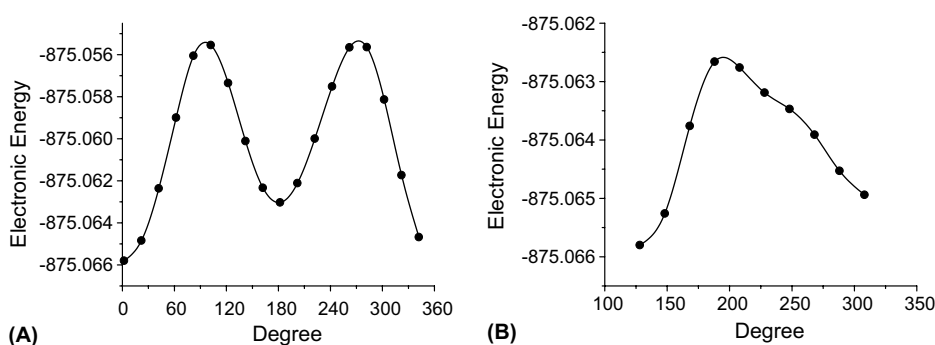 -875.056
-875.058
-875.060
-875.062
-875.064
-875.066
Electronic Energy
0 60 120 180 240 300 360
Degree
(A)
-875.062
-875.063
-875.064
-875.065
-875.066
Electronic Energy
100 150 200 250 300 350
Degree
(B)